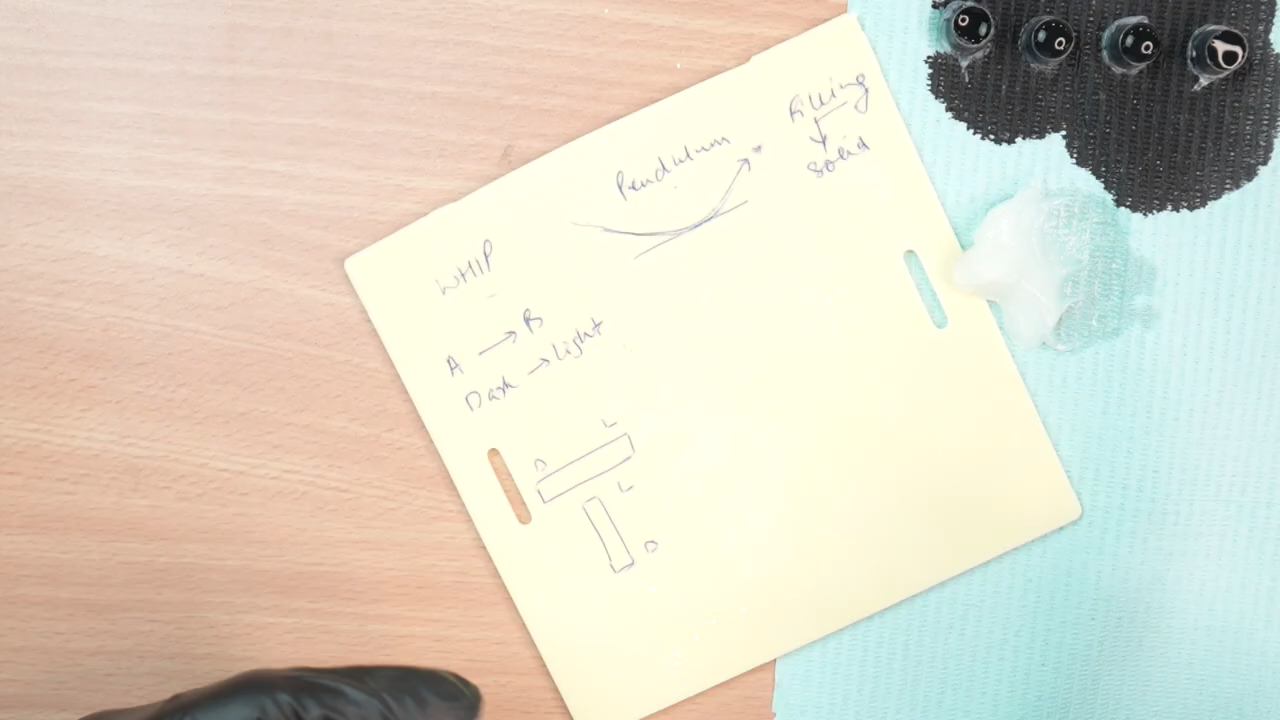 Filling
↓
solid
Pendulum
WHIP
A → B
Dark → Light
D L
L
D